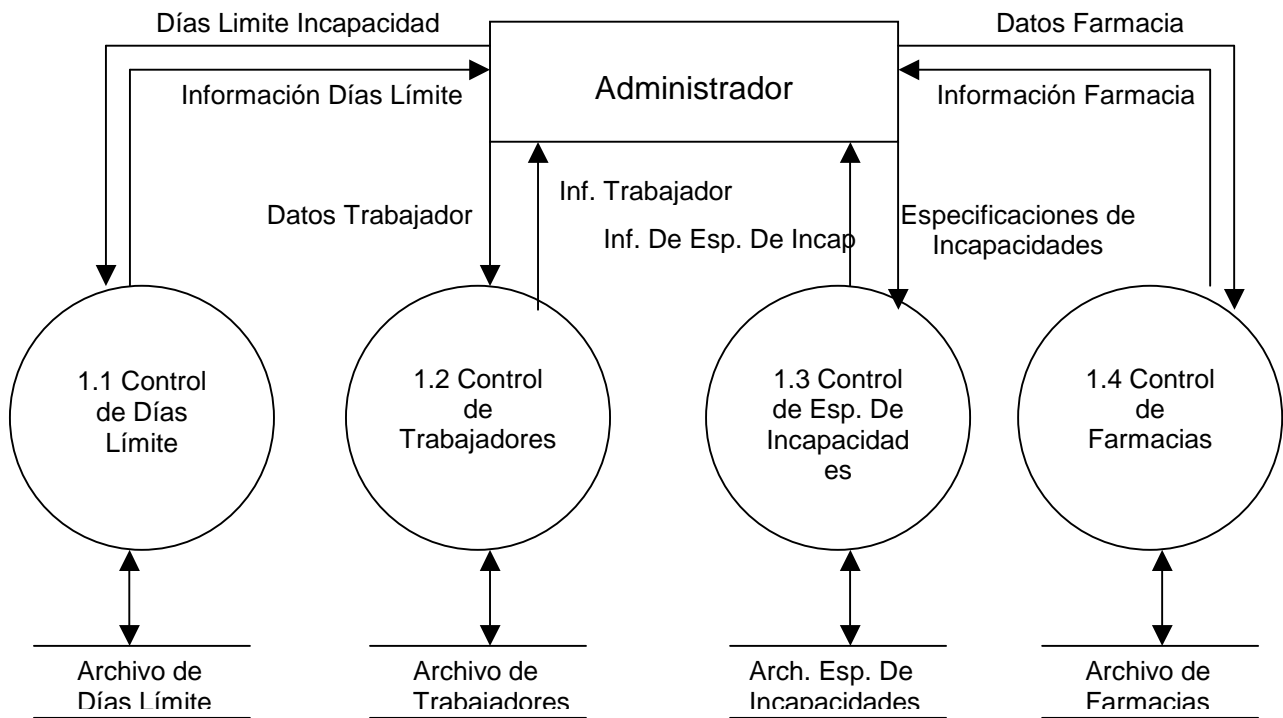 Días Limite Incapacidad
Datos Farmacia
Administrador
Información Días Límite
Información Farmacia
Inf. Trabajador
Datos Trabajador
Inf. De Esp. De Incap
Especificaciones de
Incapacidades
1.1 Control
de Días
Límite
1.2 Control
de
Trabajadores
1.3 Control
de Esp. De
Incapacidad
es
1.4 Control
de
Farmacias
Archivo de
Días Límite
Archivo de
Trabajadores
Arch. Esp. De
Incapacidades
Archivo de
Farmacias